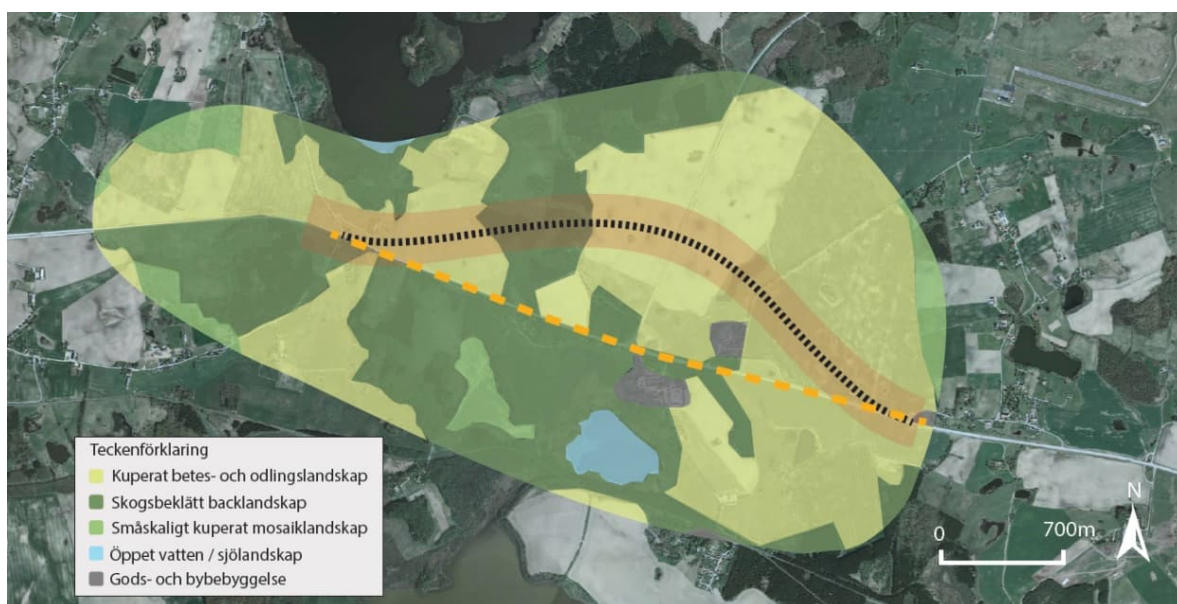 Teckenförklaring
Kuperat betes- och odlingslandskap
Skogsbeklätt backlandskap
Småskaligt kuperat mosaiklandskap
Öppet vatten / sjölandskap
Gods- och bybebyggelse
N
0 700m